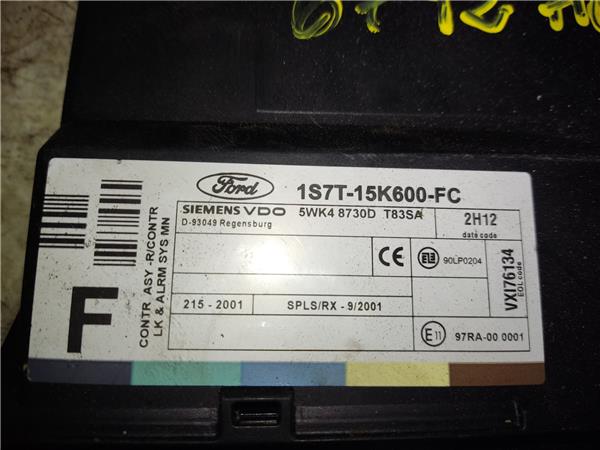 Ford
1S7T-15K600-FC
SIEMENS VDO 5WK4 8730D T83SA
D-93049 Regensburg
2H12
date code
CE
e13
90LP0204
215 - 2001
SPLS/RX - 9/2001
E11
97RA-00 0001
VXI76134
EOL code
CONTR ASY -R/CONTR
LK & ALRM SYS MN
F